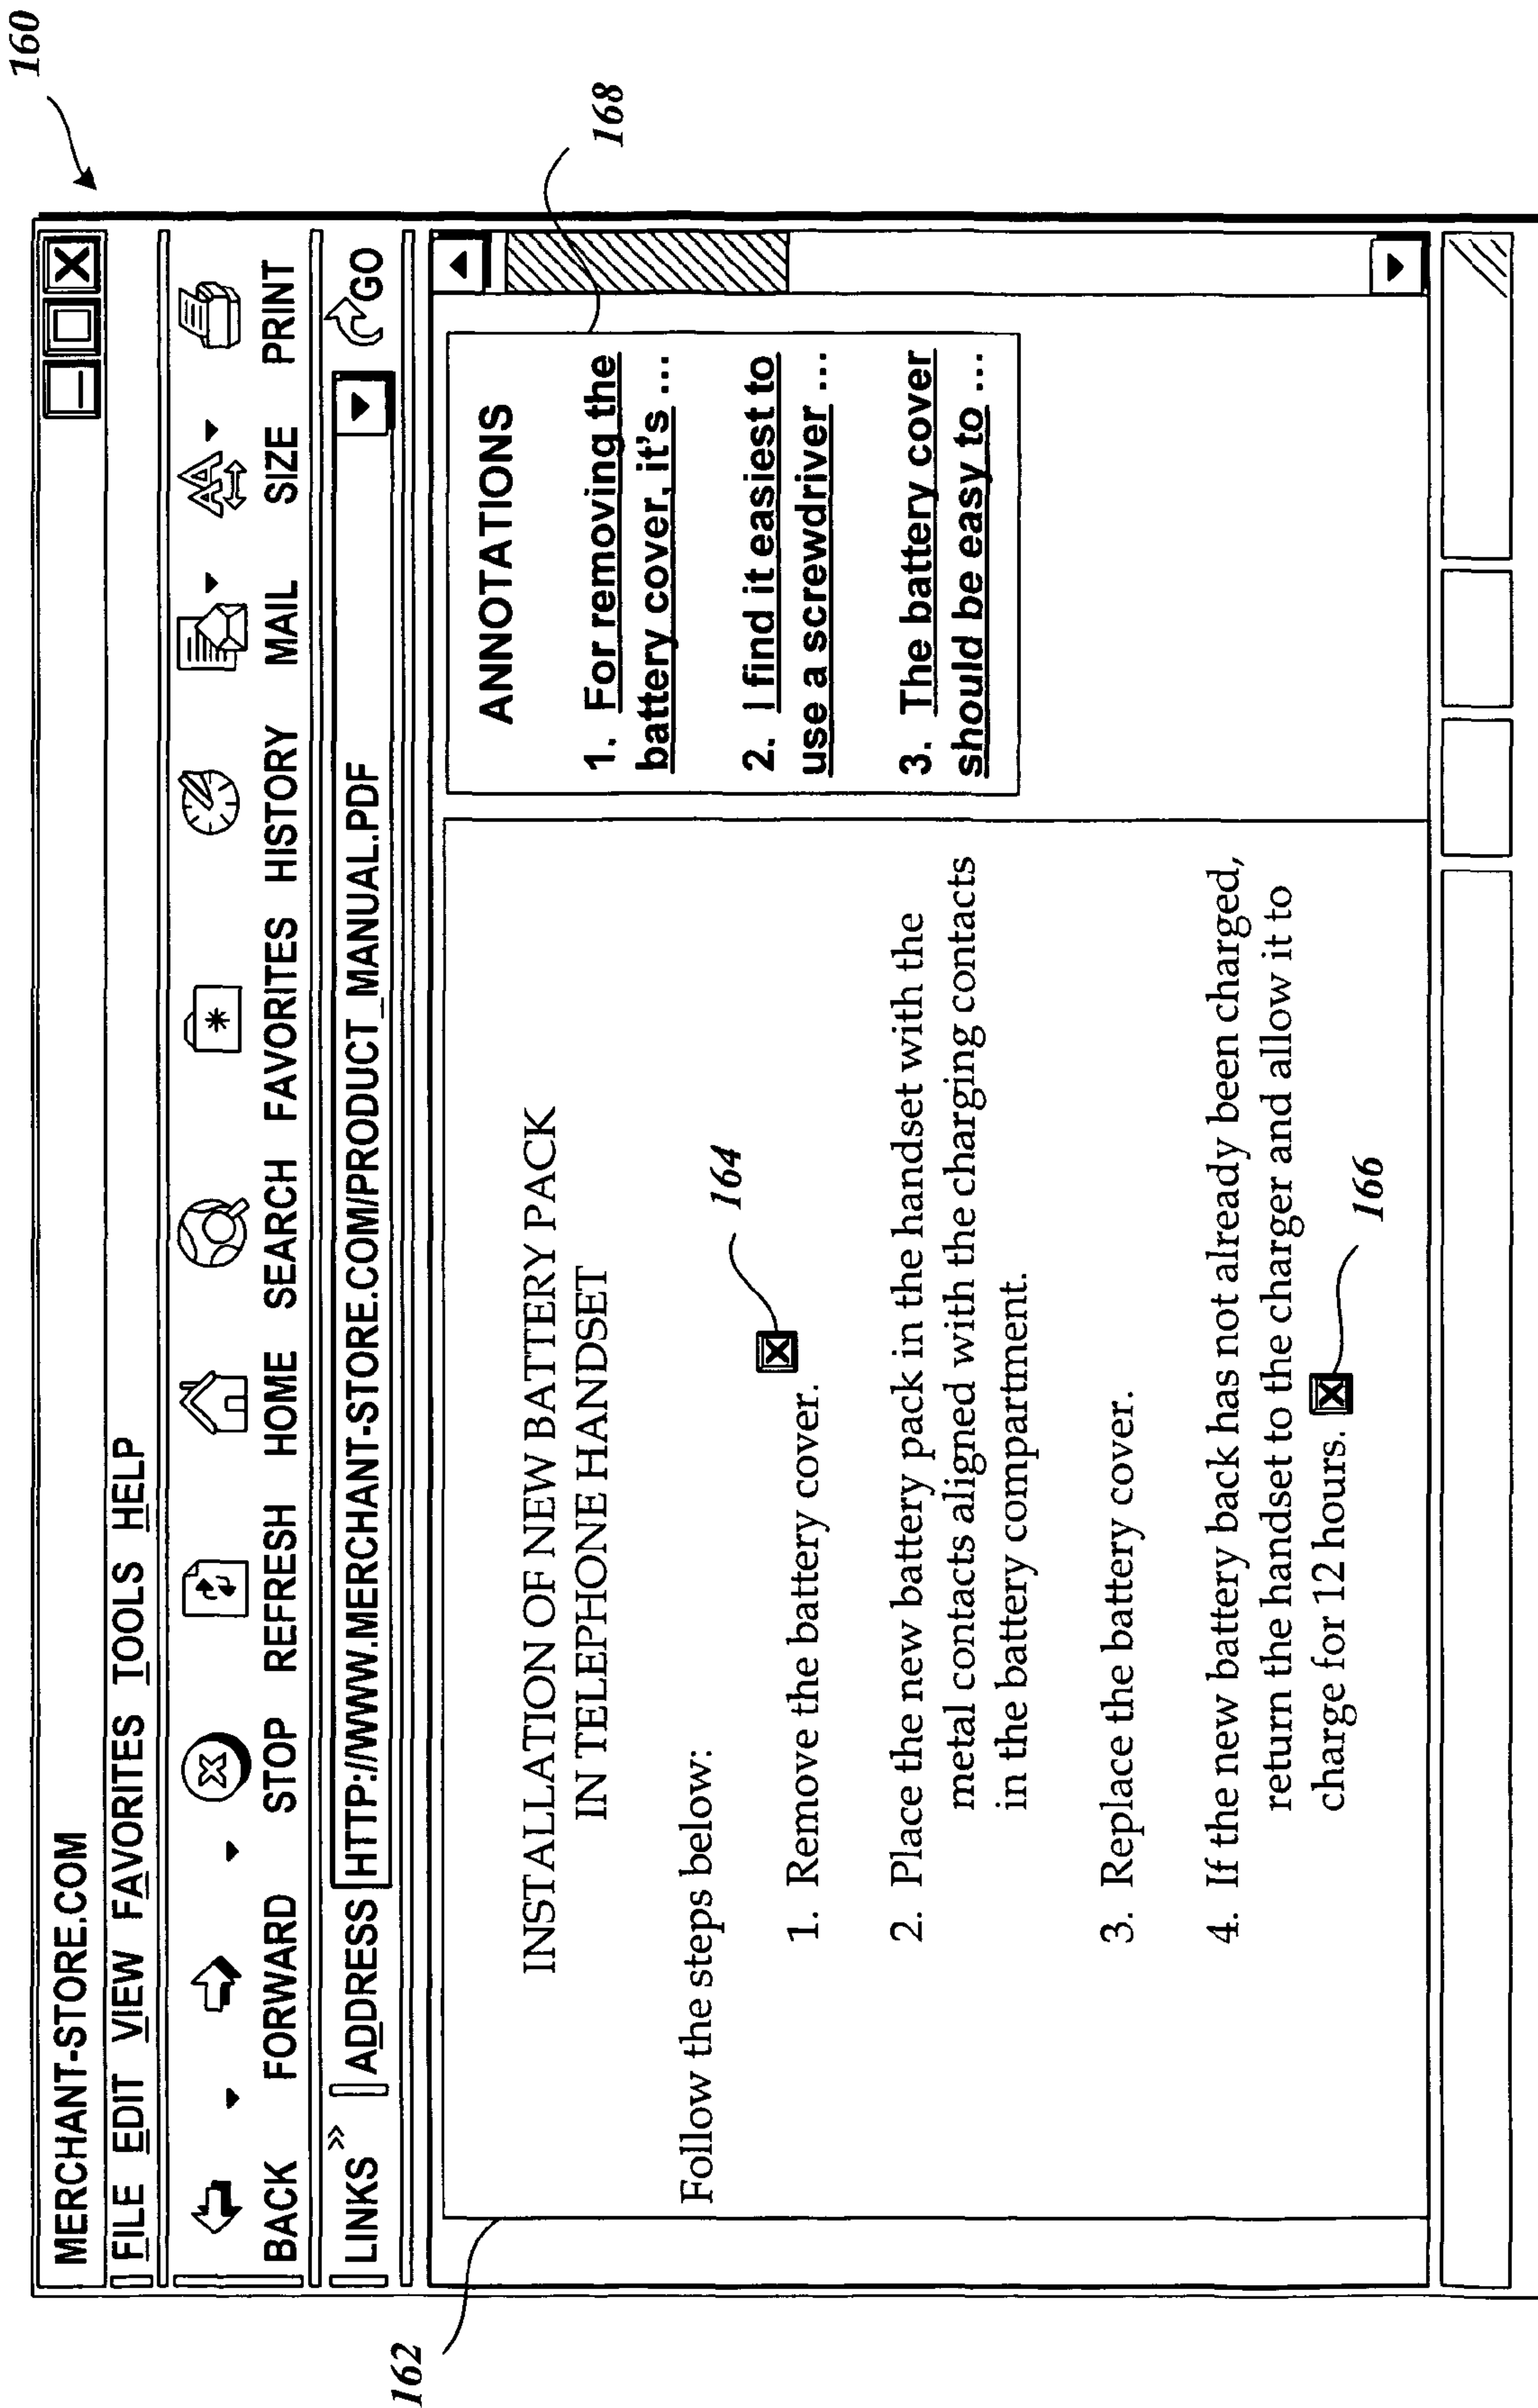 160
MERCHANT-STORE.COM
FILE EDIT VIEW FAVORITES TOOLS HELP
BACK FORWARD STOP REFRESH HOME SEARCH FAVORITES HISTORY MAIL SIZE PRINT
LINKS » ADDRESS HTTP://WWW.MERCHANT-STORE.COM/PRODUCT_MANUAL.PDF GO
162
INSTALLATION OF NEW BATTERY PACK
IN TELEPHONE HANDSET
Follow the steps below:
164
1. Remove the battery cover.
2. Place the new battery pack in the handset with the
metal contacts aligned with the charging contacts
in the battery compartment.
3. Replace the battery cover.
4. If the new battery back has not already been charged,
return the handset to the charger and allow it to
charge for 12 hours.
166
168
ANNOTATIONS
1. For removing the
battery cover, it's ...
2. I find it easiest to
use a screwdriver ...
3. The battery cover
should be easy to ...